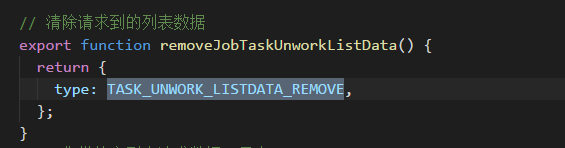 // 清除请求到的列表数据
export function removeJobTaskUnworkListData() {
  return {
    type: TASK_UNWORK_LISTDATA_REMOVE,
  };
}